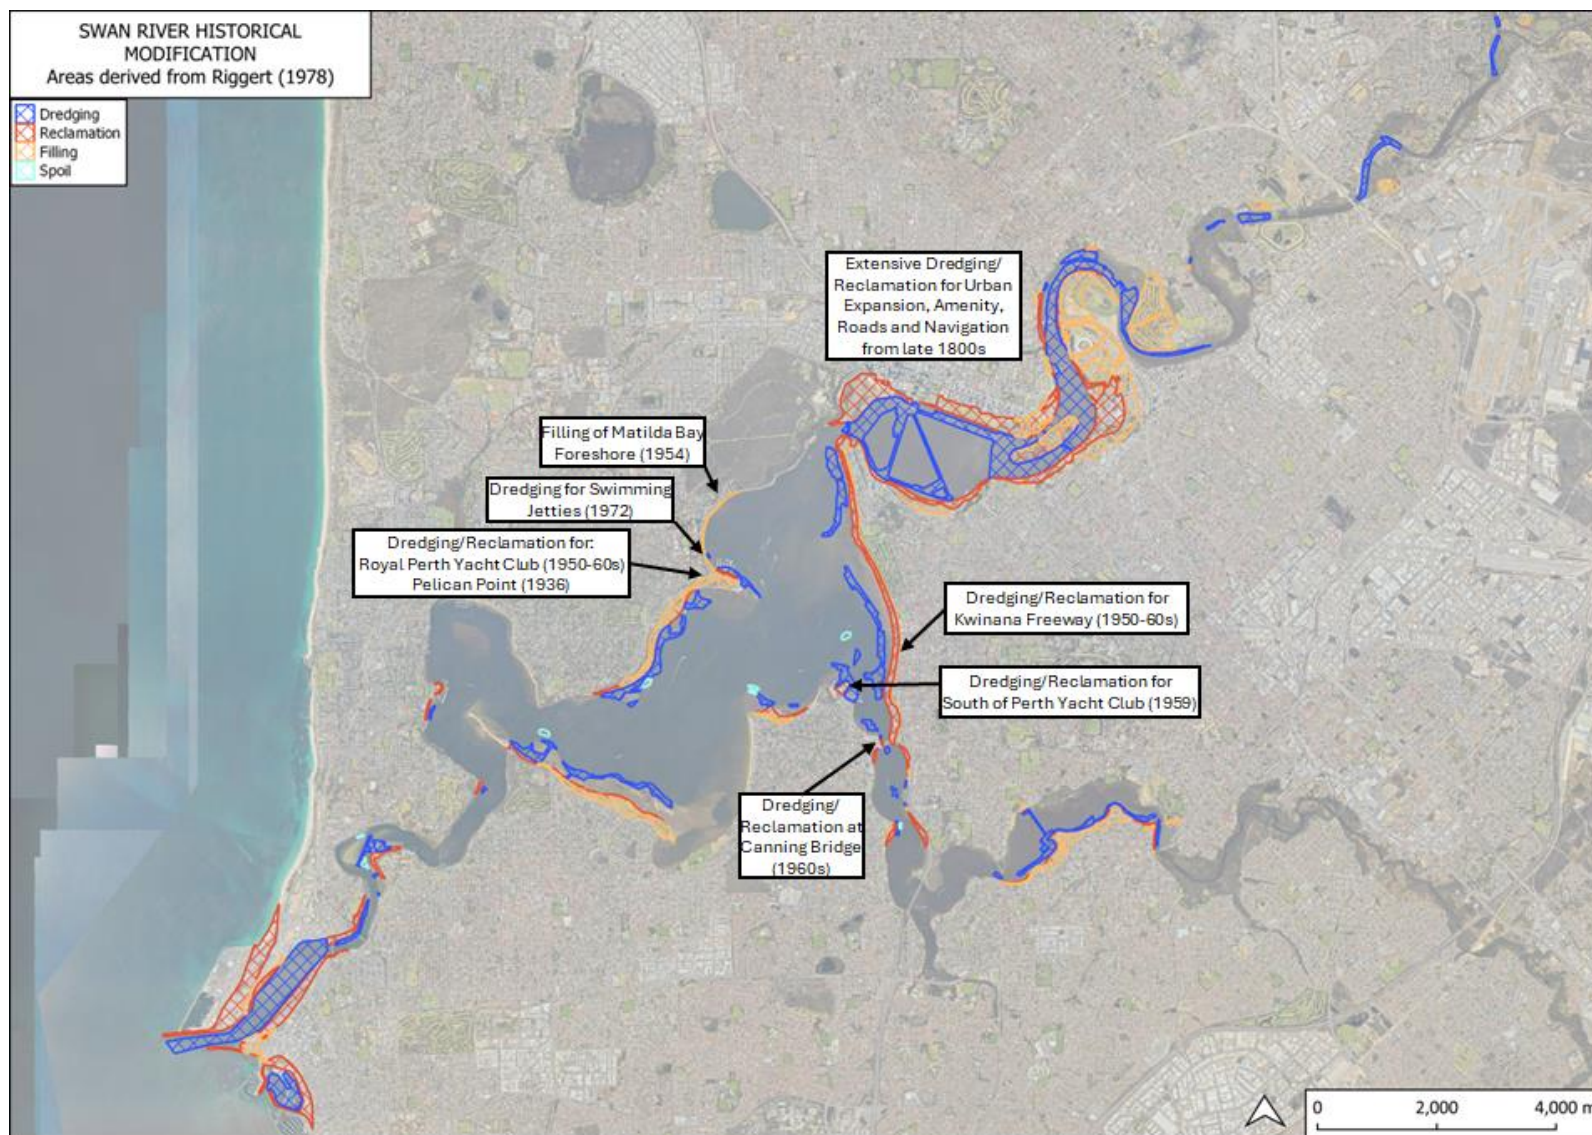 SWAN RIVER HISTORICAL
MODIFICATION
Areas derived from Riggert (1978)
Dredging
Reclamation
Filling
Spoil
Extensive Dredging/
Reclamation for Urban
Expansion, Amenity,
Roads and Navigation
from late 1800s
Filling of Matilda Bay
Foreshore (1954)
Dredging for Swimming
Jetties (1972)
Dredging/Reclamation for:
Royal Perth Yacht Club (1950-60s)
Pelican Point (1936)
Dredging/Reclamation for
Kwinana Freeway (1950-60s)
Dredging/Reclamation for
South of Perth Yacht Club (1959)
Dredging/
Reclamation at
Canning Bridge
(1960s)
0 2,000 4,000 m